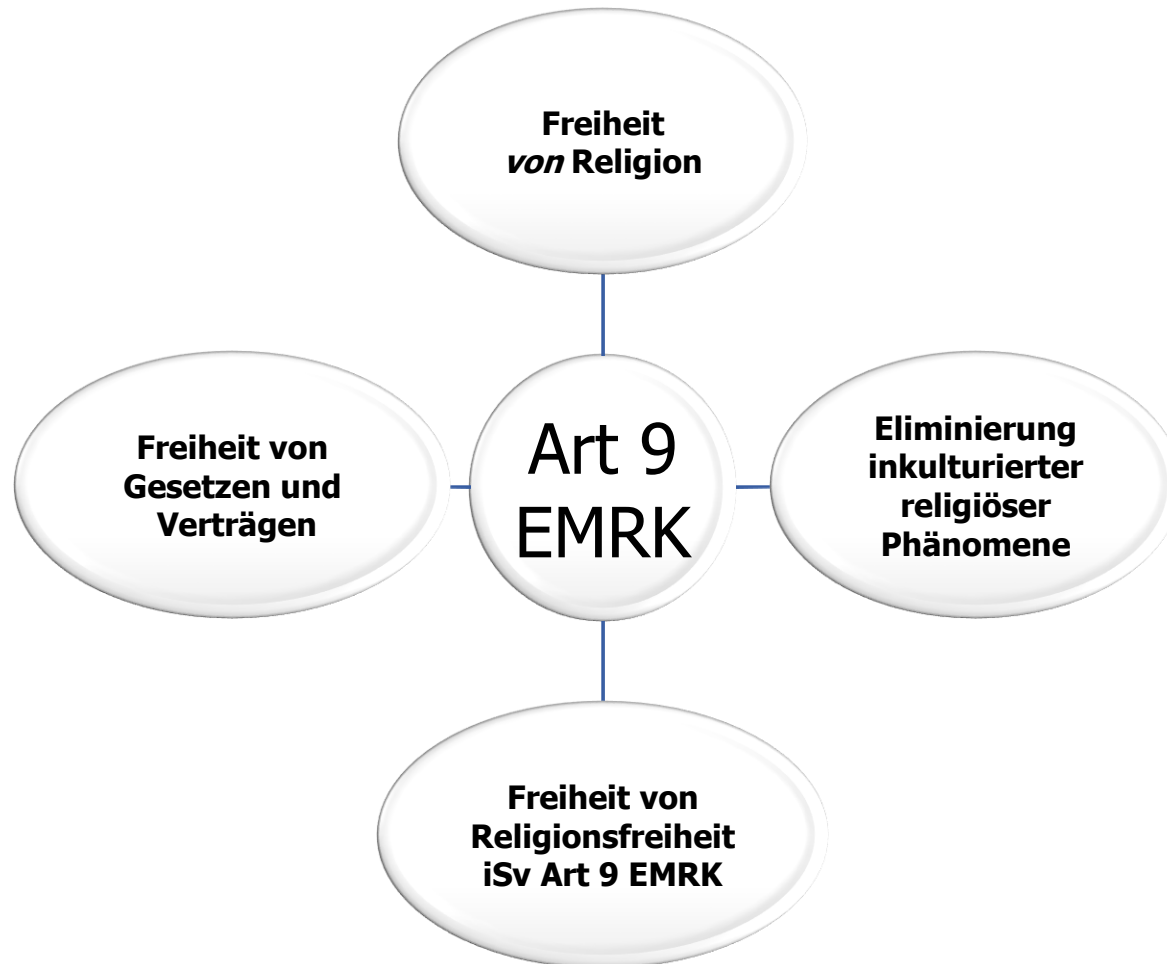 Freiheit
von Religion
Freiheit von
Gesetzen und
Verträgen
Art 9
EMRK
Eliminierung
inkulturierter
religiöser
Phänomene
Freiheit von
Religionsfreiheit
iSv Art 9 EMRK